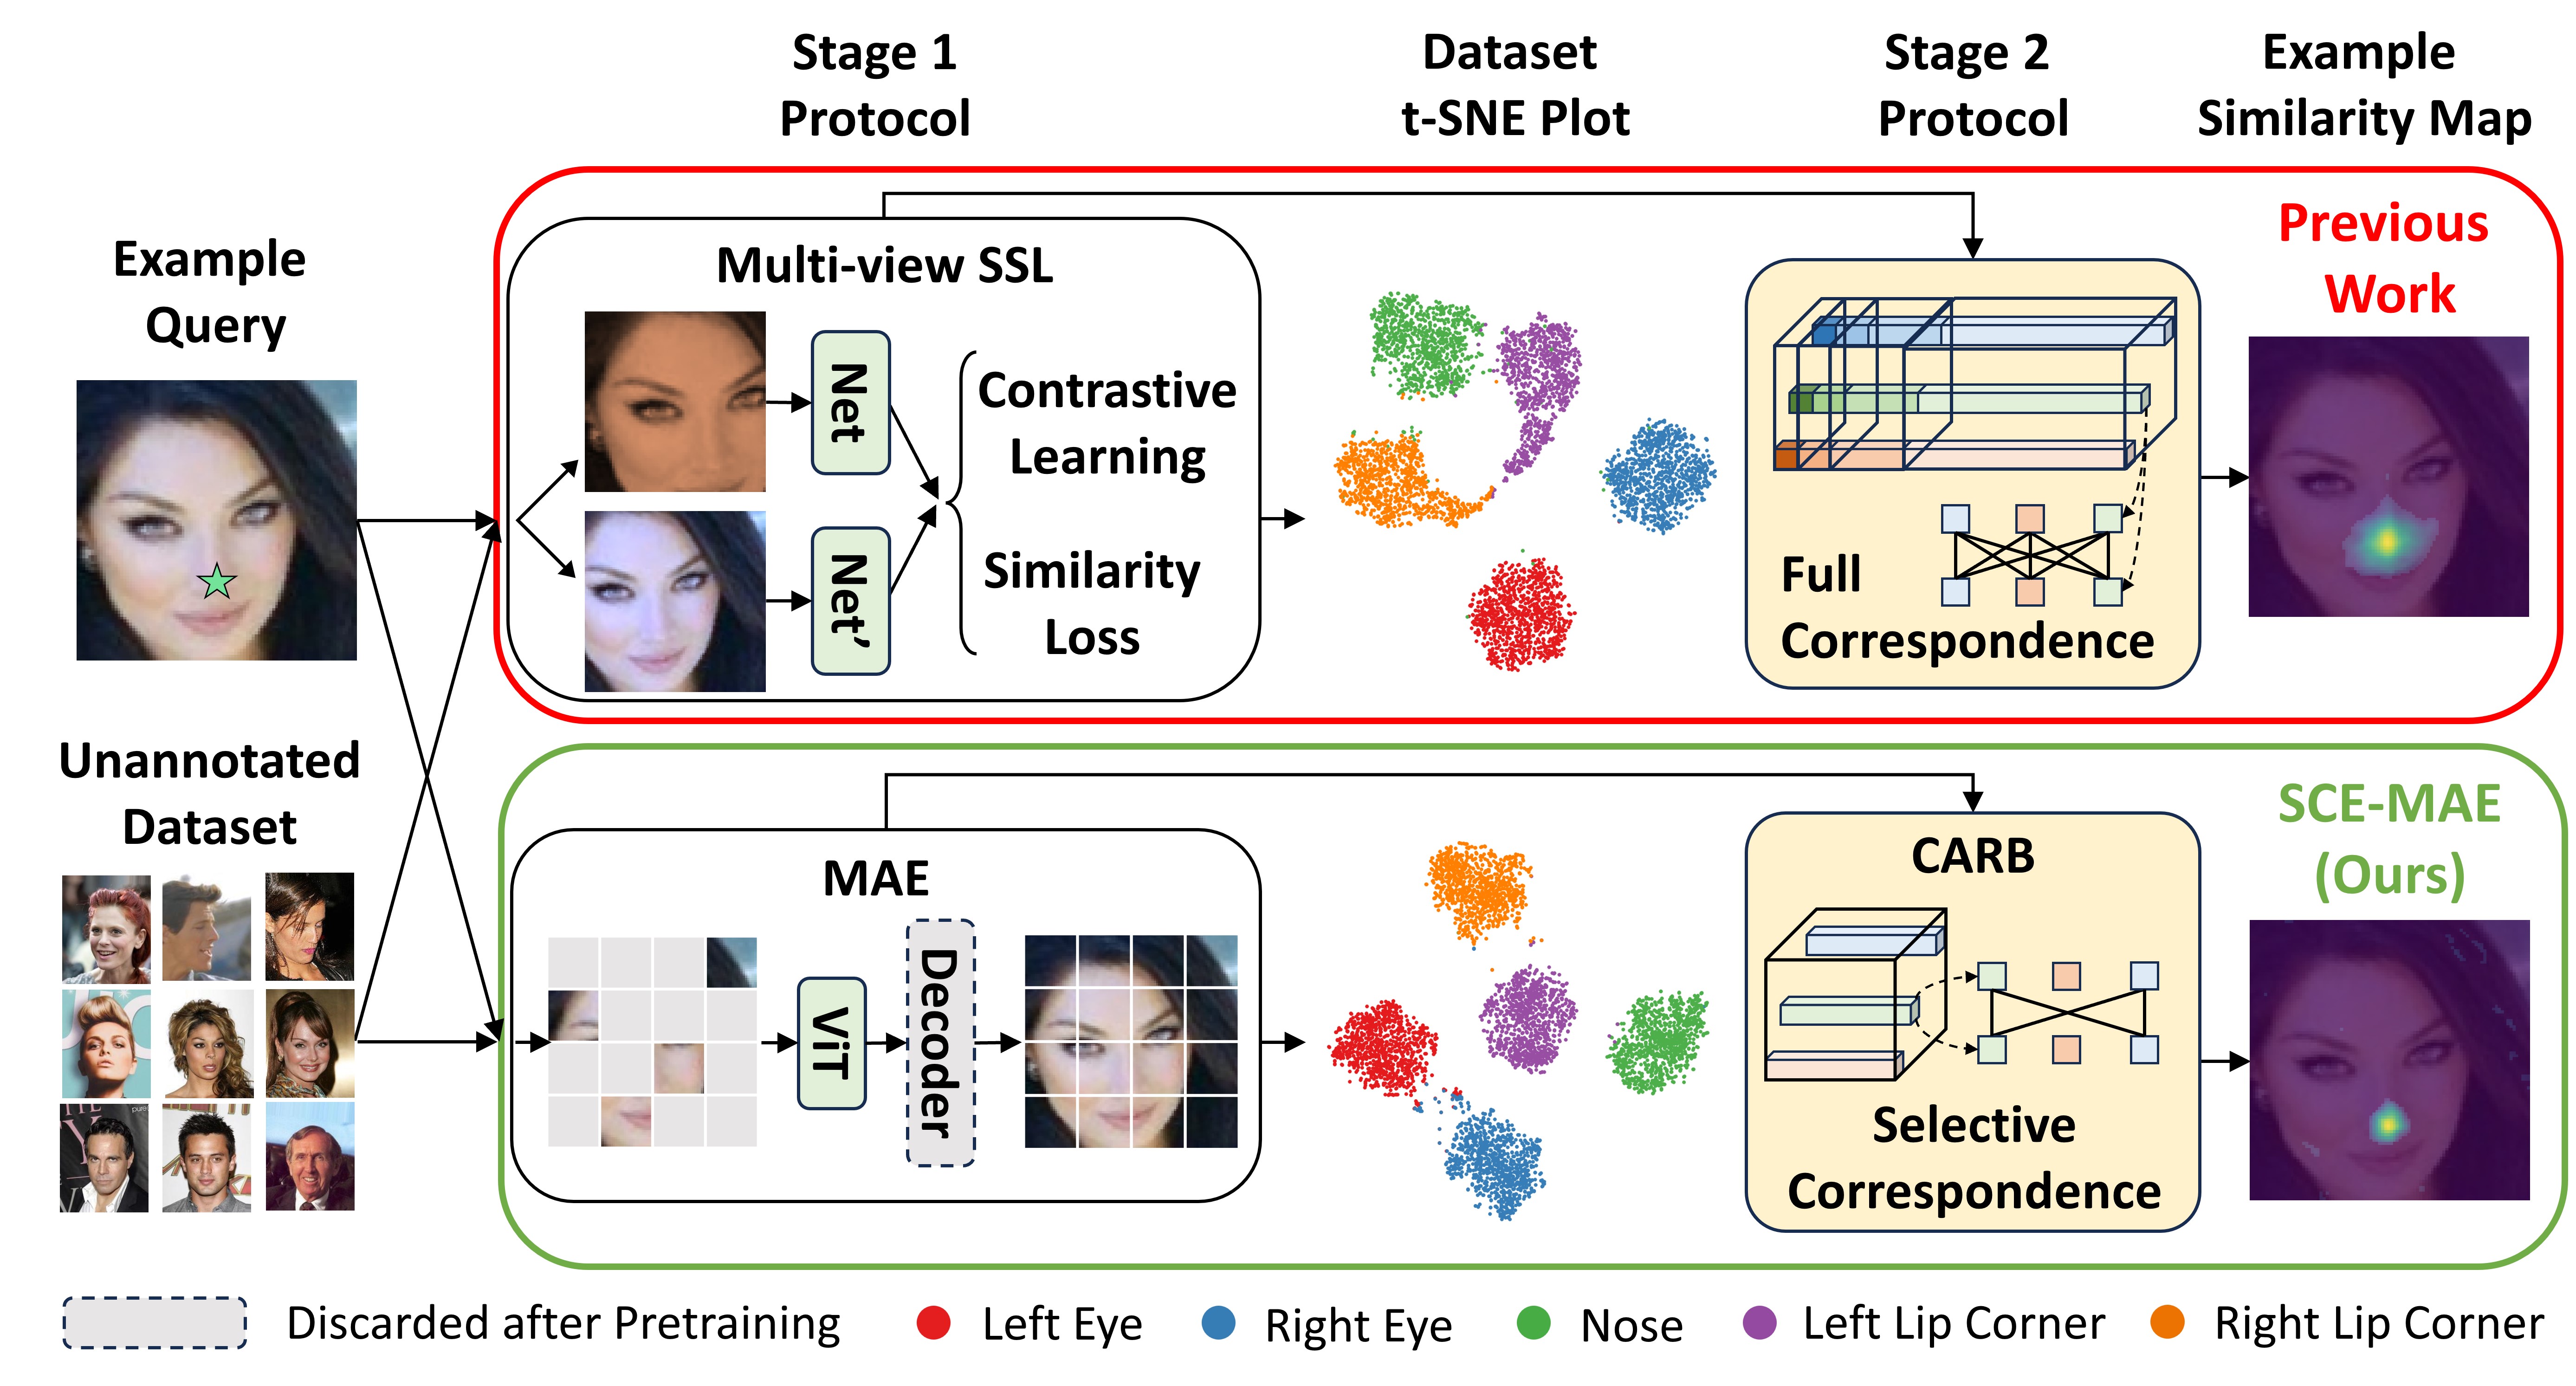 Stage 1
Protocol
Dataset
t-SNE Plot
Stage 2
Protocol
Example
Similarity Map
Example
Query
Unannotated
Dataset
Previous
Work
Multi-view SSL
Net
Net’
Contrastive
Learning
Similarity
Loss
Full
Correspondence
SCE-MAE
(Ours)
MAE
ViT
Decoder
CARB
Selective
Correspondence
Discarded after Pretraining
Left Eye
Right Eye
Nose
Left Lip Corner
Right Lip Corner